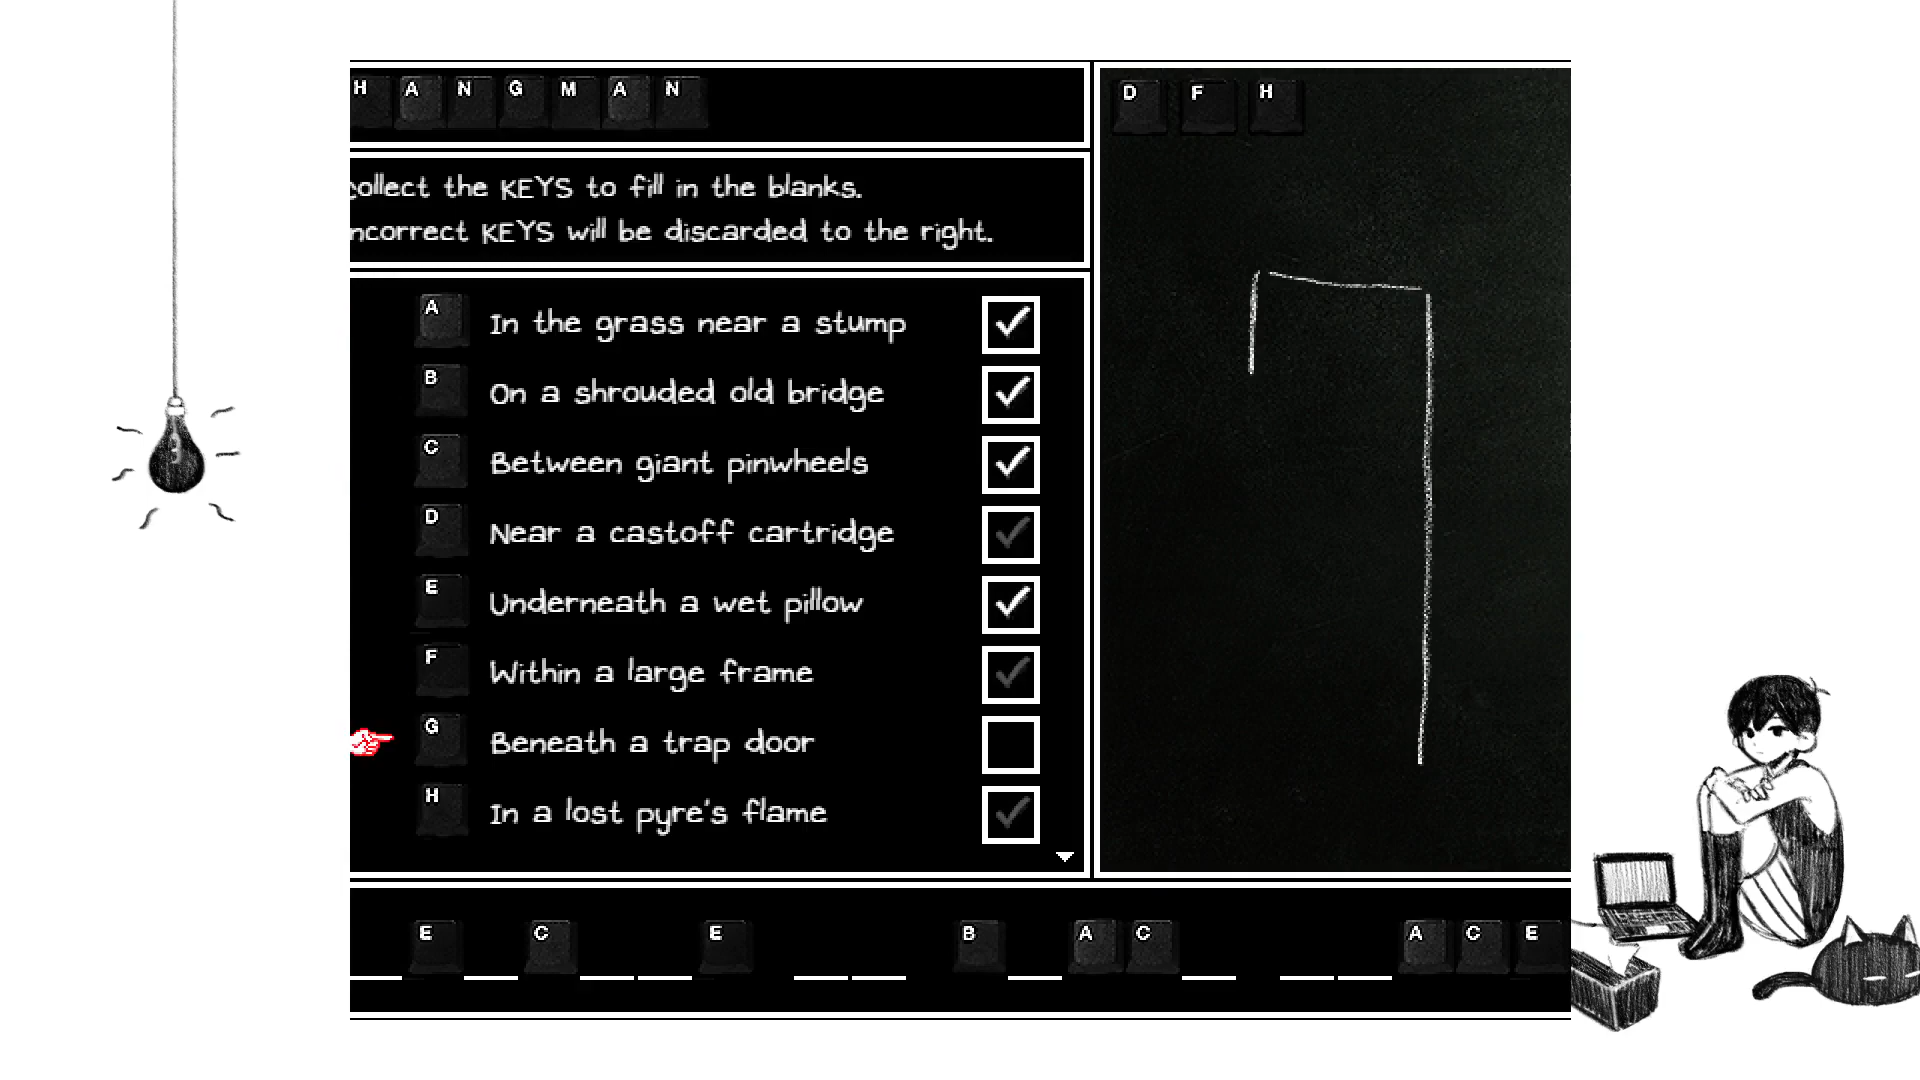 H A N G M A N
collect the KEYS to fill in the blanks.
ncorrect KEYS will be discarded to the right.
A In the grass near a stump
B On a shrouded old bridge
C Between giant pinwheels
D Near a castoff cartridge
E Underneath a wet pillow
F Within a large frame
G Beneath a trap door
H In a lost pyre's flame
D F H
E C E B A C A C E